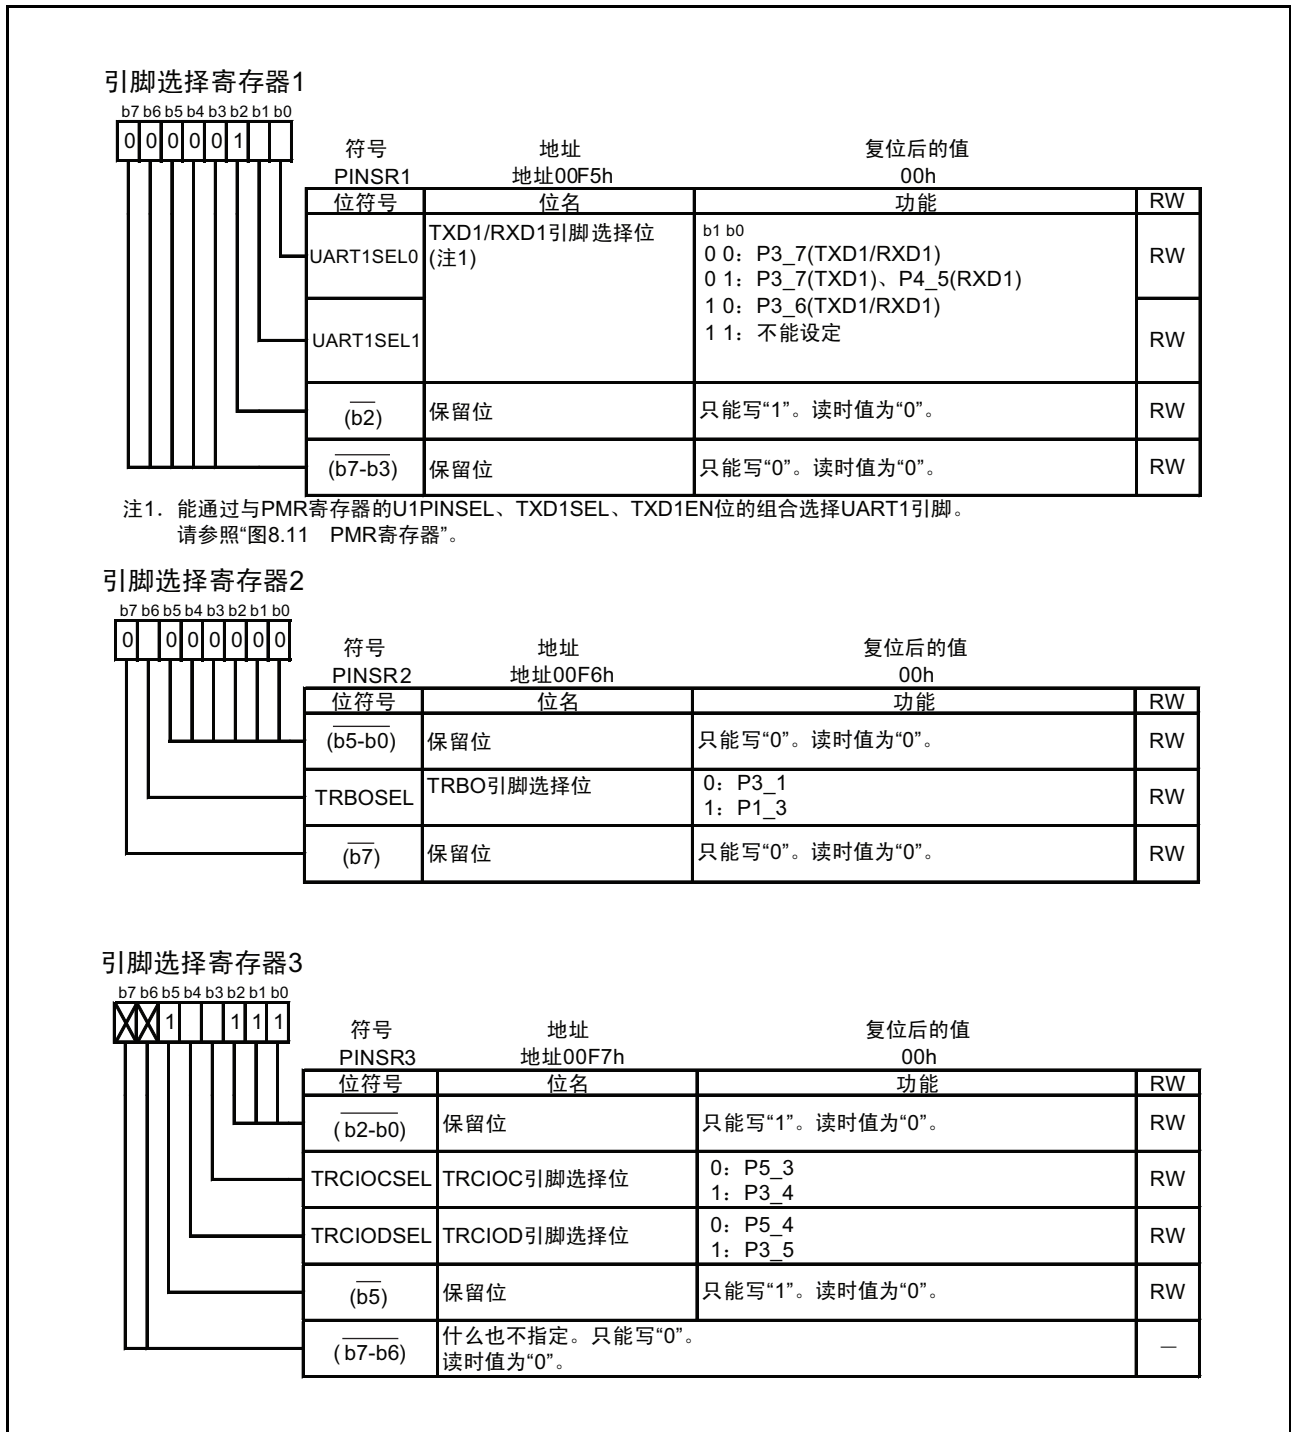 引脚选择寄存器1
b7 b6 b5 b4 b3 b2 b1 b0
0 0 0 0 0 1
符号 地址 复位后的值
PINSR1 地址00F5h 00h
位符号 位名 功能 RW
UART1SEL0 TXD1/RXD1引脚选择位 (注1) b1 b0 RW
0 0：P3_7(TXD1/RXD1)
0 1：P3_7(TXD1)、P4_5(RXD1)
1 0：P3_6(TXD1/RXD1)
1 1：不能设定
UART1SEL1 RW
(b2) 保留位 只能写“1”。读时值为“0”。 RW
(b7-b3) 保留位 只能写“0”。读时值为“0”。 RW
注1. 能通过与PMR寄存器的U1PINSEL、TXD1SEL、TXD1EN位的组合选择UART1引脚。
请参照“图8.11 PMR寄存器”。
引脚选择寄存器2
b7 b6 b5 b4 b3 b2 b1 b0
0 0 0 0 0 0 0
符号 地址 复位后的值
PINSR2 地址00F6h 00h
位符号 位名 功能 RW
(b5-b0) 保留位 只能写“0”。读时值为“0”。 RW
TRBOSEL TRBO引脚选择位 0：P3_1 RW
1：P1_3
(b7) 保留位 只能写“0”。读时值为“0”。 RW
引脚选择寄存器3
b7 b6 b5 b4 b3 b2 b1 b0
X X 1 1 1 1
符号 地址 复位后的值
PINSR3 地址00F7h 00h
位符号 位名 功能 RW
(b2-b0) 保留位 只能写“1”。读时值为“0”。 RW
TRCIOCSEL TRCIOC引脚选择位 0：P5_3 RW
1：P3_4
TRCIODSEL TRCIOD引脚选择位 0：P5_4 RW
1：P3_5
(b5) 保留位 只能写“1”。读时值为“0”。 RW
(b7-b6) 什么也不指定。只能写“0”。 —
读时值为“0”。